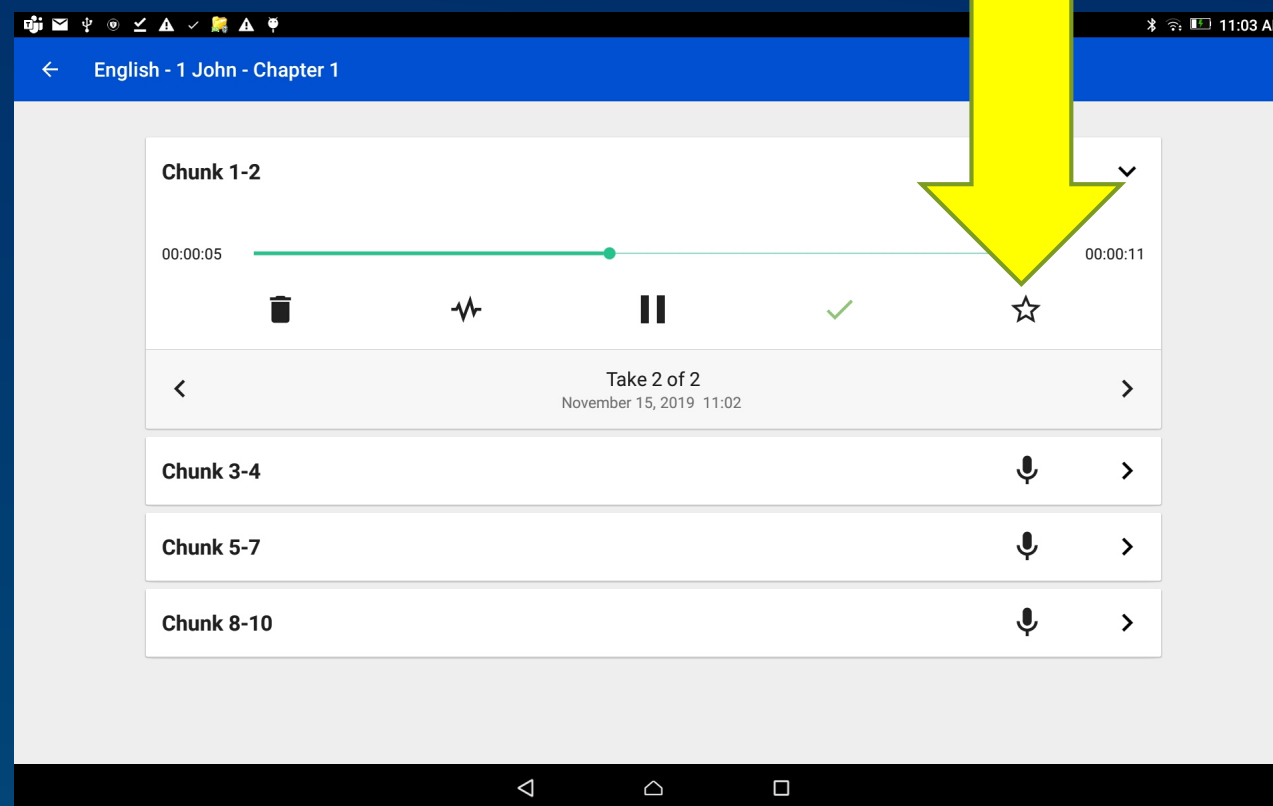 11:03 A
English - 1 John - Chapter 1
Chunk 1-2
00:00:05
00:00:11
Take 2 of 2
November 15, 2019 11:02
Chunk 3-4
Chunk 5-7
Chunk 8-10